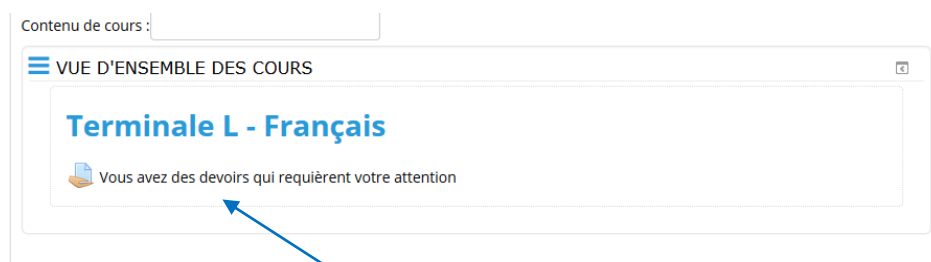 Contenu de cours :
VUE D'ENSEMBLE DES COURS
Terminale L - Français
Vous avez des devoirs qui requièrent votre attention